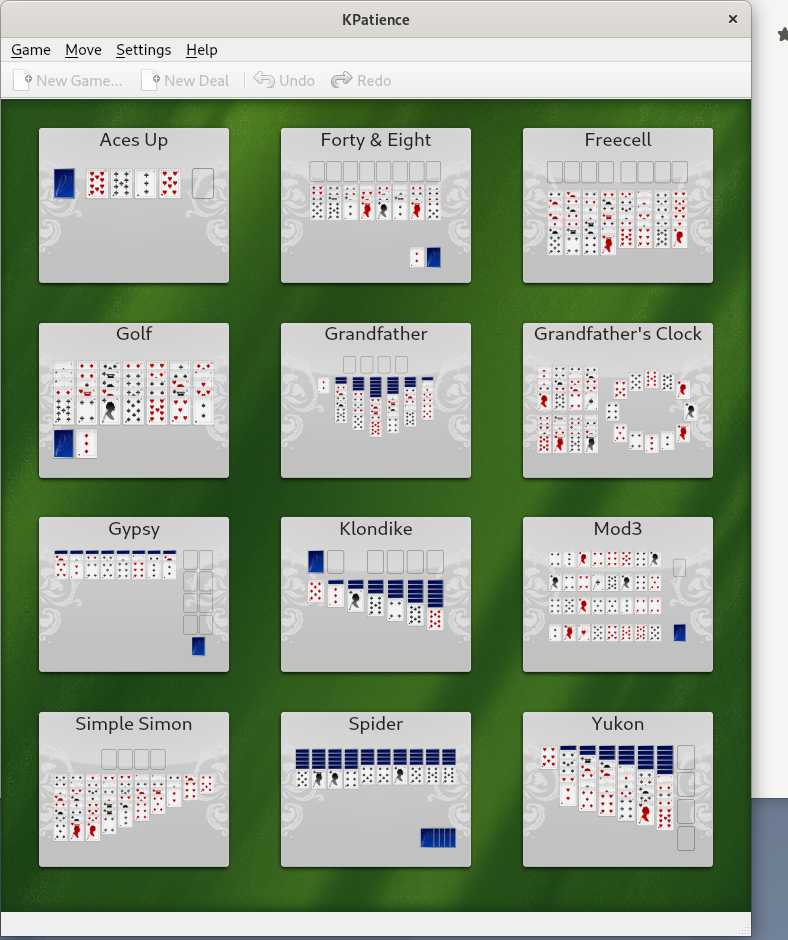 KPatience
Game Move Settings Help
New Game... New Deal Undo Redo
Aces Up
Forty & Eight
Freecell
Golf
Grandfather
Grandfather's Clock
Gypsy
Klondike
Mod3
Simple Simon
Spider
Yukon